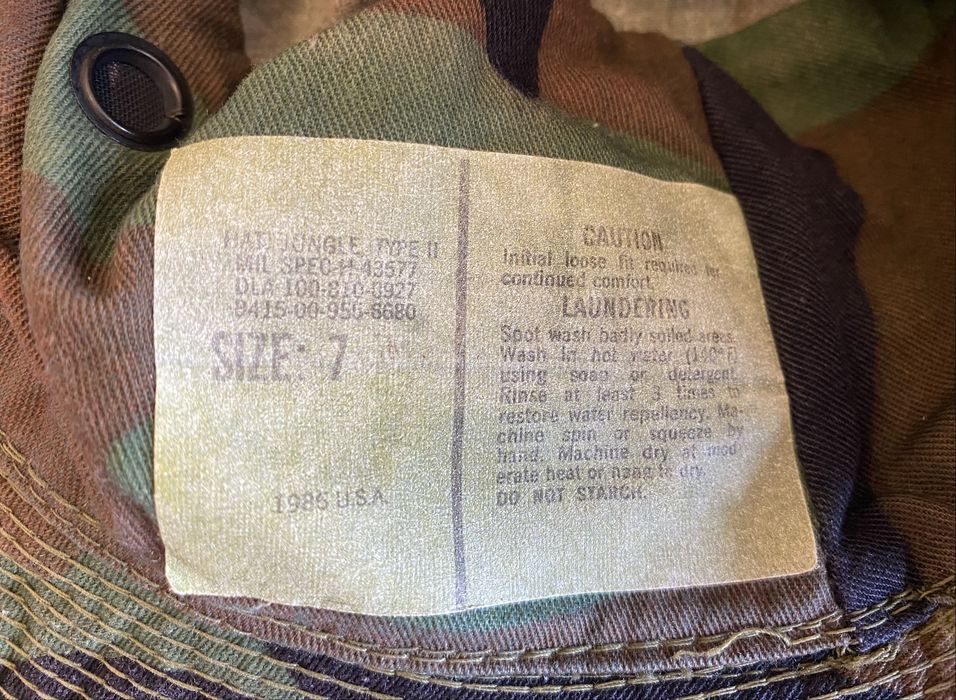 HAT, JUNGLE, TYPE II
MIL SPEC-H-43577
DLA 100-810-0927
8415-00-955-8680
SIZE: 7
1985 U.S.A.
CAUTION
Initial loose fit required for
continued comfort.
LAUNDERING
Spot wash badly soiled areas.
Wash in hot water (140°F)
using soap or detergent.
Rinse at least 3 times to
restore water repellency. Ma-
chine spin or squeeze by
hand. Machine dry at mod
erate heat or hang to dry.
DO NOT STARCH.